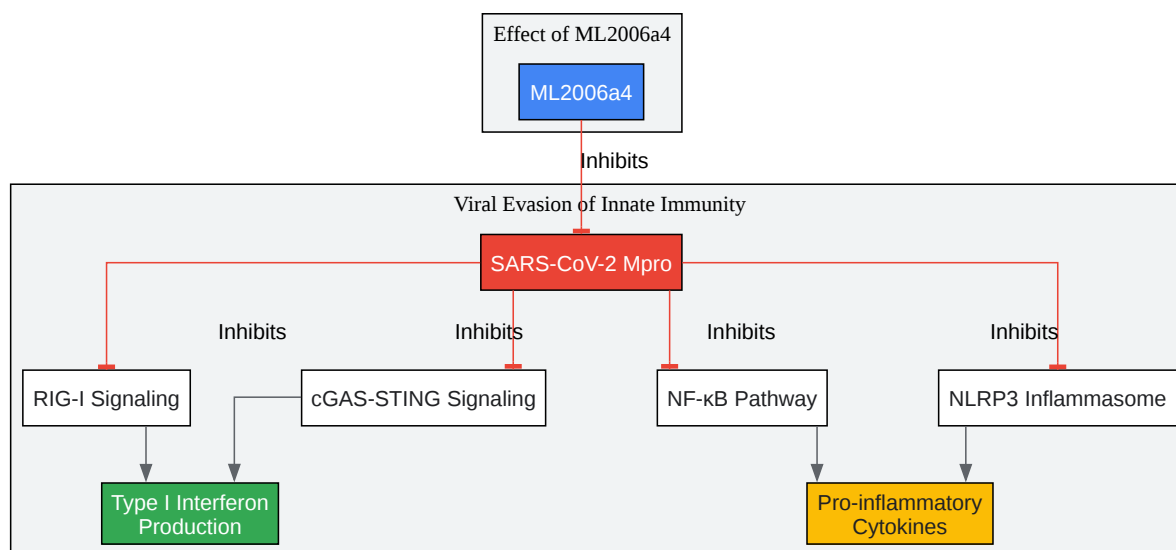 Effect of ML2006a4
ML2006a4
Inhibits
Viral Evasion of Innate Immunity
SARS-CoV-2 Mpro
Inhibits
Inhibits
Inhibits
Inhibits
RIG-I Signaling
cGAS-STING Signaling
NF-κB Pathway
NLRP3 Inflammasome
Type I Interferon
Production
Pro-inflammatory
Cytokines